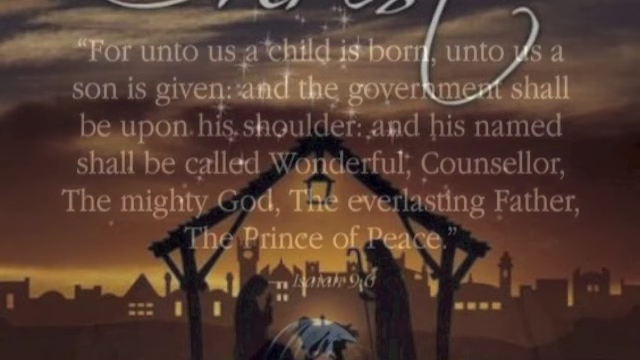 Christ
"For unto us a child is born, unto us a
son is given: and the government shall
be upon his shoulder: and his named
shall be called Wonderful, Counsellor,
The mighty God, The everlasting Father,
The Prince of Peace."
Isaiah 9:6